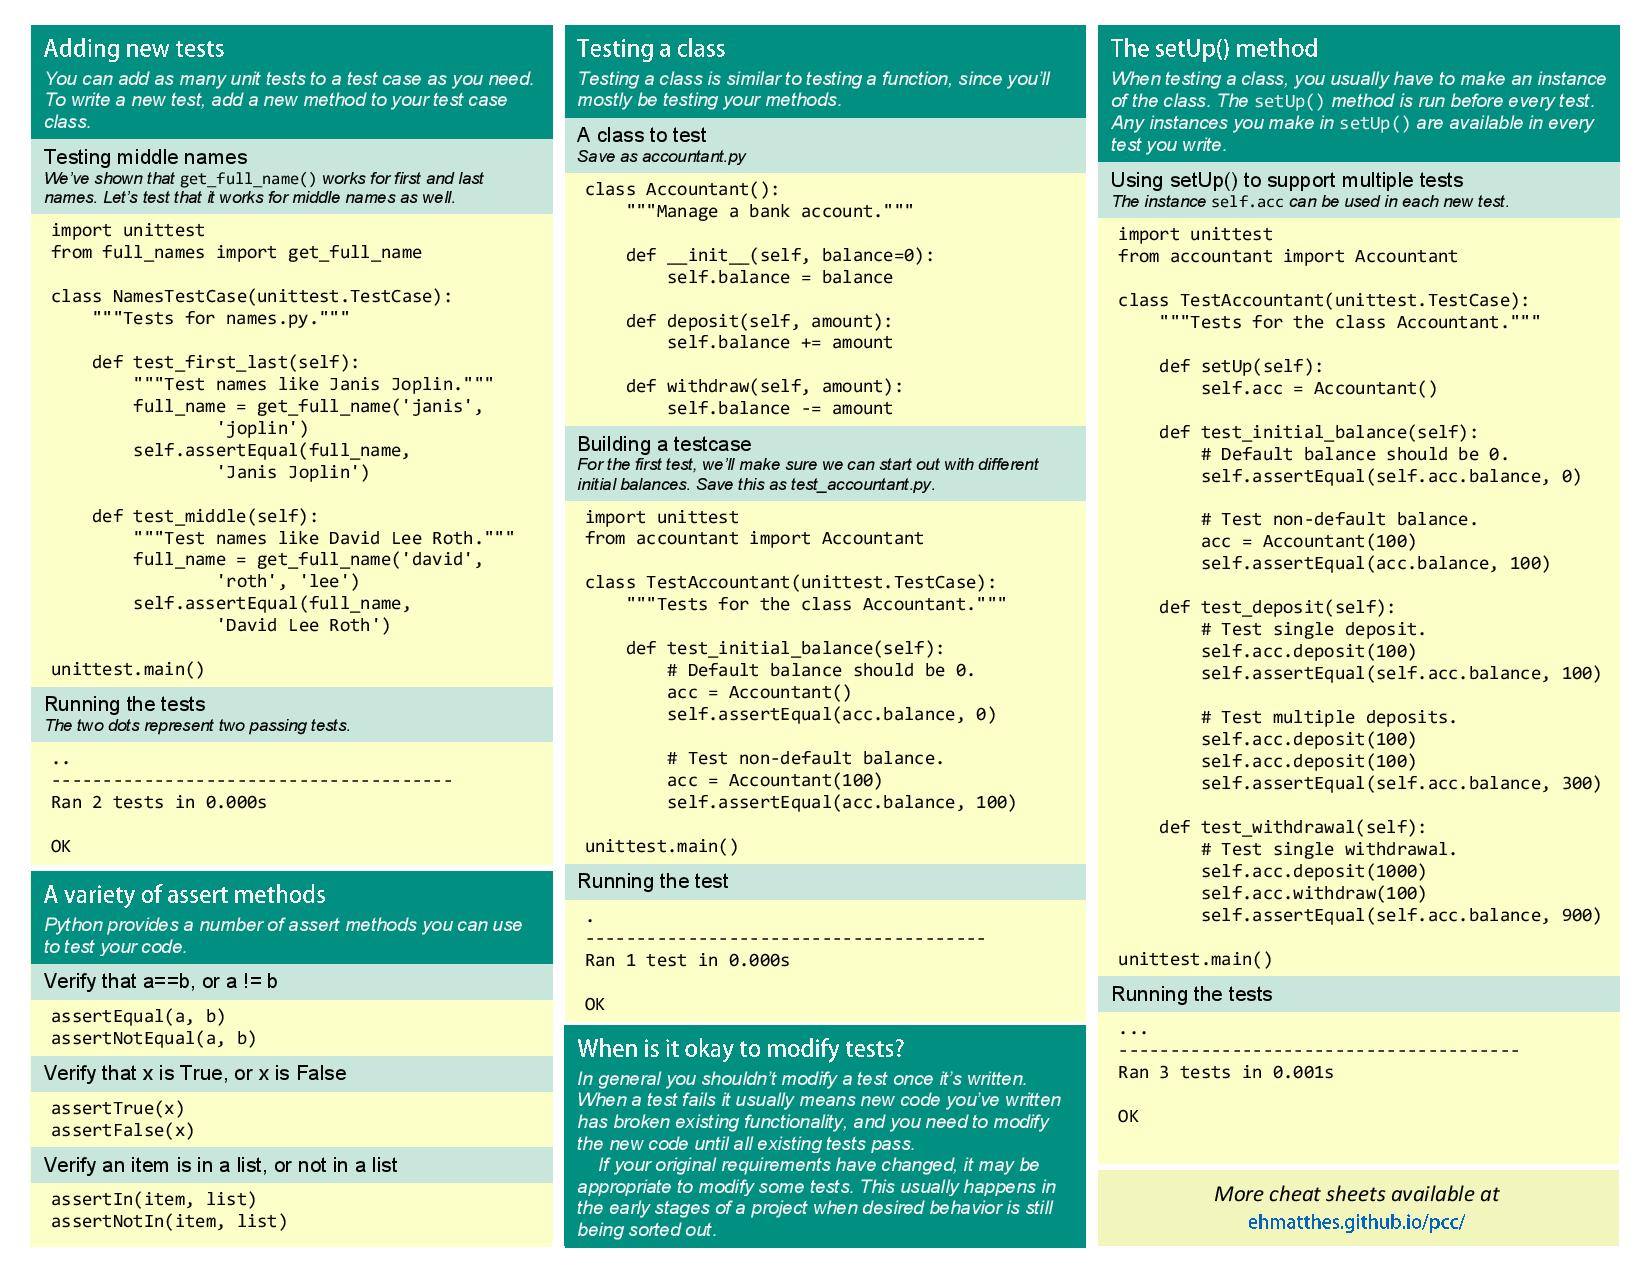 Adding new tests
You can add as many unit tests to a test case as you need.
To write a new test, add a new method to your test case
class.
Testing middle names
We've shown that get_full_name() works for first and last
names. Let's test that it works for middle names as well.
import unittest
from full_names import get_full_name
class NamesTestCase(unittest.TestCase):
    """Tests for names.py."""
    def test_first_last(self):
        """Test names like Janis Joplin."""
        full_name = get_full_name('janis',
                'joplin')
        self.assertEqual(full_name,
                'Janis Joplin')
    def test_middle(self):
        """Test names like David Lee Roth."""
        full_name = get_full_name('david',
                'roth', 'lee')
        self.assertEqual(full_name,
                'David Lee Roth')
unittest.main()
Running the tests
The two dots represent two passing tests.
..
---------------------------------------
Ran 2 tests in 0.000s
OK
A variety of assert methods
Python provides a number of assert methods you can use
to test your code.
Verify that a==b, or a != b
assertEqual(a, b)
assertNotEqual(a, b)
Verify that x is True, or x is False
assertTrue(x)
assertFalse(x)
Verify an item is in a list, or not in a list
assertIn(item, list)
assertNotIn(item, list)
Testing a class
Testing a class is similar to testing a function, since you'll
mostly be testing your methods.
A class to test
Save as accountant.py
class Accountant():
    """Manage a bank account."""
    def __init__(self, balance=0):
        self.balance = balance
    def deposit(self, amount):
        self.balance += amount
    def withdraw(self, amount):
        self.balance -= amount
Building a testcase
For the first test, we'll make sure we can start out with different
initial balances. Save this as test_accountant.py.
import unittest
from accountant import Accountant
class TestAccountant(unittest.TestCase):
    """Tests for the class Accountant."""
    def test_initial_balance(self):
        # Default balance should be 0.
        acc = Accountant()
        self.assertEqual(acc.balance, 0)
        # Test non-default balance.
        acc = Accountant(100)
        self.assertEqual(acc.balance, 100)
unittest.main()
Running the test
.
---------------------------------------
Ran 1 test in 0.000s
OK
When is it okay to modify tests?
In general you shouldn't modify a test once it's written.
When a test fails it usually means new code you've written
has broken existing functionality, and you need to modify
the new code until all existing tests pass.
If your original requirements have changed, it may be
appropriate to modify some tests. This usually happens in
the early stages of a project when desired behavior is still
being sorted out.
The setUp() method
When testing a class, you usually have to make an instance
of the class. The setUp() method is run before every test.
Any instances you make in setUp() are available in every
test you write.
Using setUp() to support multiple tests
The instance self.acc can be used in each new test.
import unittest
from accountant import Accountant
class TestAccountant(unittest.TestCase):
    """Tests for the class Accountant."""
    def setUp(self):
        self.acc = Accountant()
    def test_initial_balance(self):
        # Default balance should be 0.
        self.assertEqual(self.acc.balance, 0)
        # Test non-default balance.
        acc = Accountant(100)
        self.assertEqual(acc.balance, 100)
    def test_deposit(self):
        # Test single deposit.
        self.acc.deposit(100)
        self.assertEqual(self.acc.balance, 100)
        # Test multiple deposits.
        self.acc.deposit(100)
        self.acc.deposit(100)
        self.assertEqual(self.acc.balance, 300)
    def test_withdrawal(self):
        # Test single withdrawal.
        self.acc.deposit(1000)
        self.acc.withdraw(100)
        self.assertEqual(self.acc.balance, 900)
unittest.main()
Running the tests
...
---------------------------------------
Ran 3 tests in 0.001s
OK
More cheat sheets available at
ehmatthes.github.io/pcc/